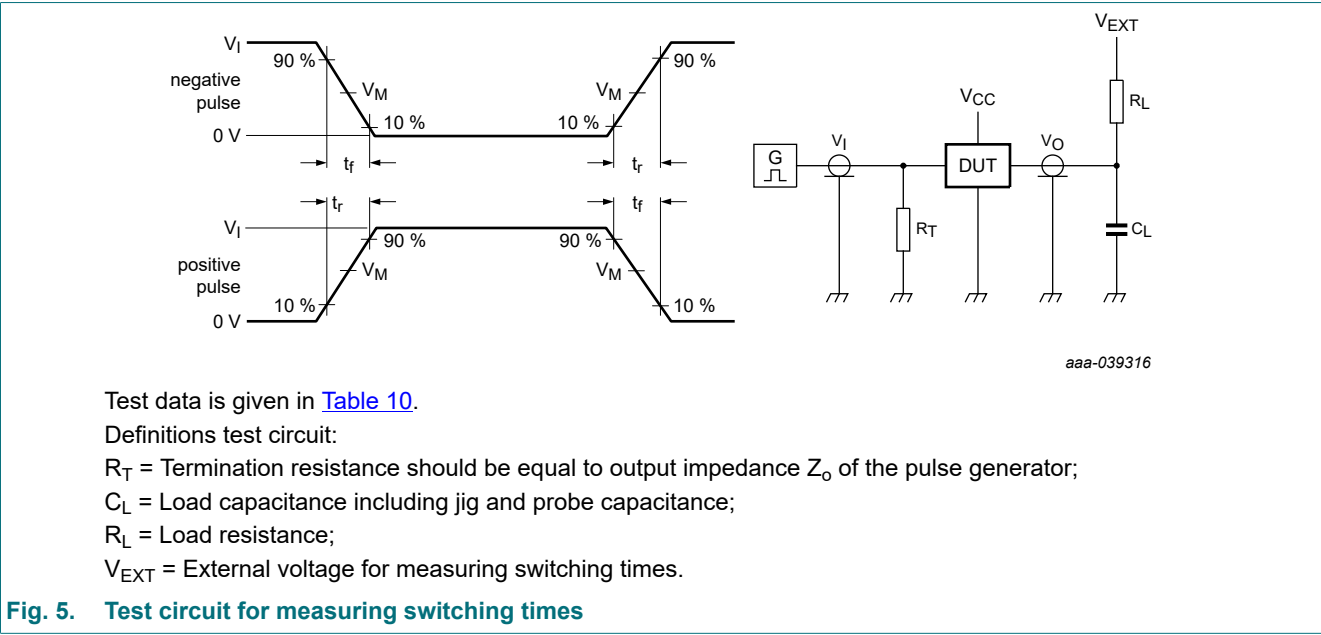 V_I
90 %
90 %
negative
pulse
V_M
V_M
10 %
10 %
0 V
t_f
t_r
t_r
t_f
V_I
90 %
90 %
positive
pulse
V_M
V_M
10 %
10 %
0 V
V_EXT
R_L
V_CC
G
V_I
DUT
V_O
R_T
C_L
aaa-039316
Test data is given in Table 10.
Definitions test circuit:
R_T = Termination resistance should be equal to output impedance Z_o of the pulse generator;
C_L = Load capacitance including jig and probe capacitance;
R_L = Load resistance;
V_EXT = External voltage for measuring switching times.
Fig. 5. Test circuit for measuring switching times